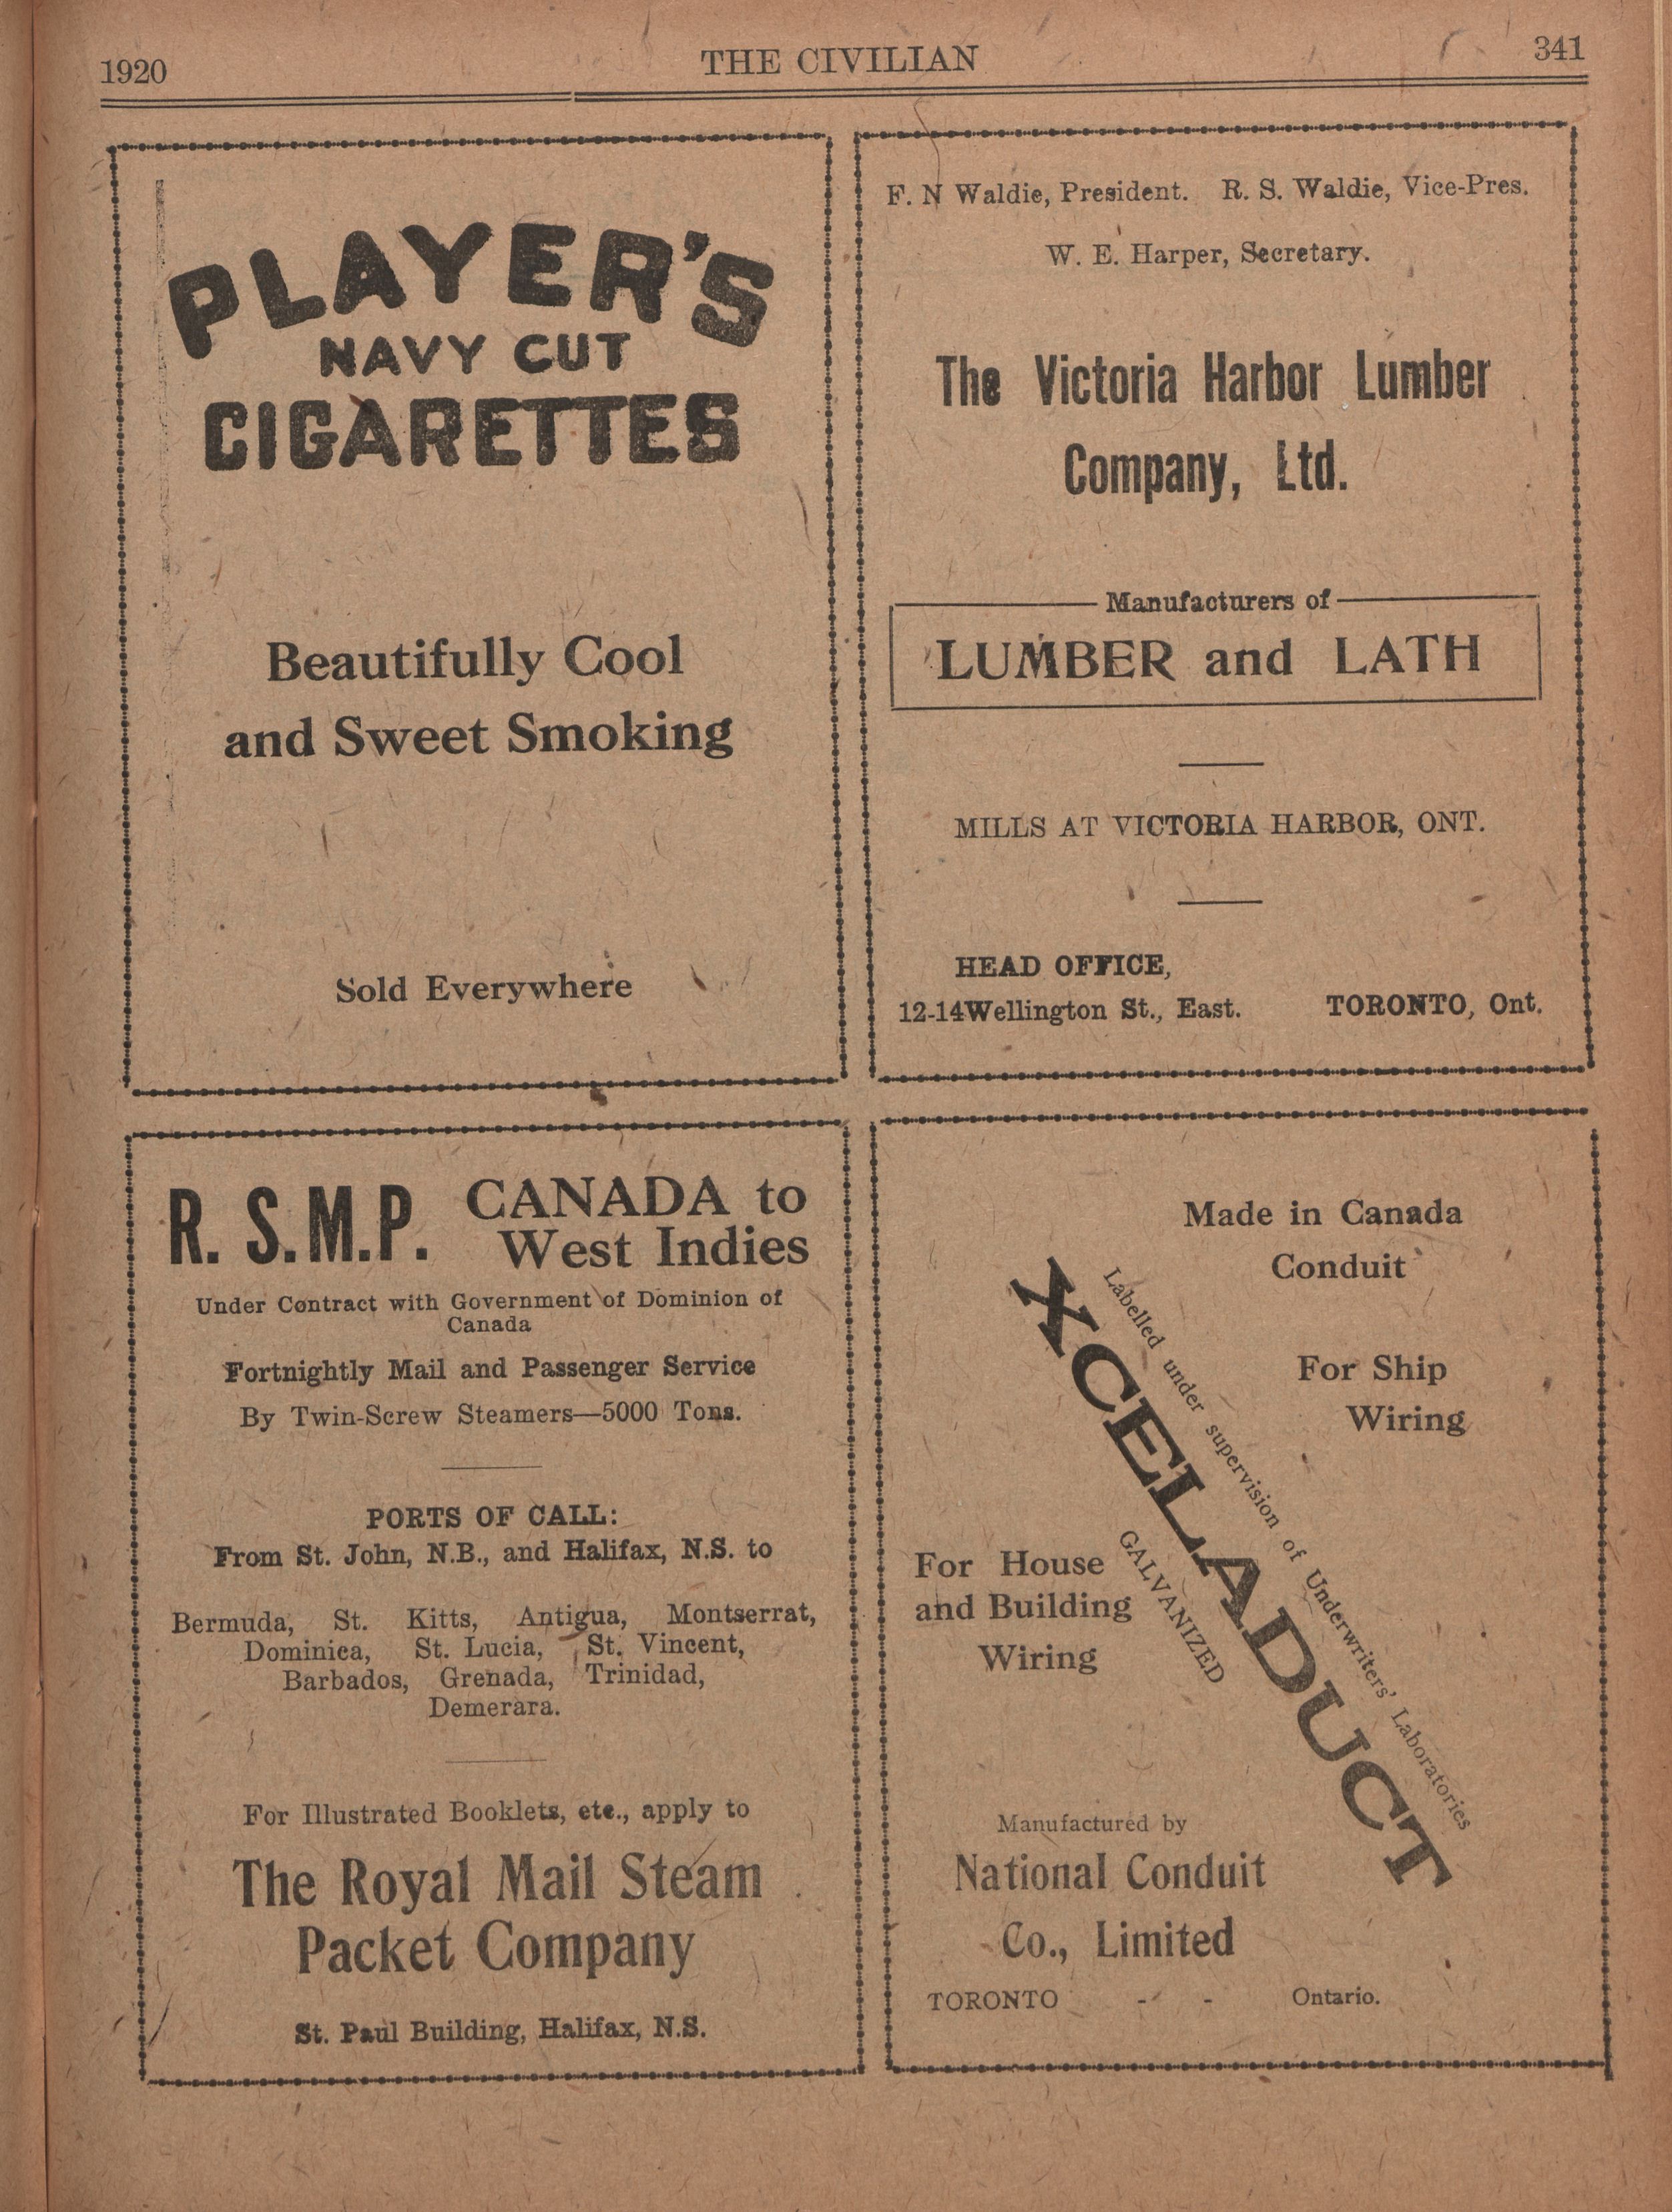 1920
THE CIVILIAN
341
PLAYER'S
NAVY CUT
CIGARETTES
Beautifully Cool
and Sweet Smoking
Sold Everywhere
F. N Waldie, President. R. S. Waldie, Vice-Pres.
W. E. Harper, Secretary.
The Victoria Harbor Lumber
Company, Ltd.
Manufacturers of
LUMBER and LATH
MILLS AT VICTORIA HARBOR, ONT.
HEAD OFFICE,
12-14Wellington St., East. TORONTO, Ont.
R. S.M.P.
CANADA to
West Indies
Under Contract with Government of Dominion of
Canada
Fortnightly Mail and Passenger Service
By Twin-Screw Steamers—5000 Tons.
PORTS OF CALL:
From St. John, N.B., and Halifax, N.S. to
Bermuda, St. Kitts, Antigua, Montserrat,
Dominica, St. Lucia, St. Vincent,
Barbados, Grenada, Trinidad,
Demerara.
For Illustrated Booklets, etc., apply to
The Royal Mail Steam
Packet Company
St. Paul Building, Halifax, N.S.
Made in Canada
Conduit
Labelled under supervision of Underwriters' Laboratories
XCELADUCT
GALVANIZED
For Ship
Wiring
For House
and Building
Wiring
Manufactured by
National Conduit
Co., Limited
TORONTO - - Ontario.